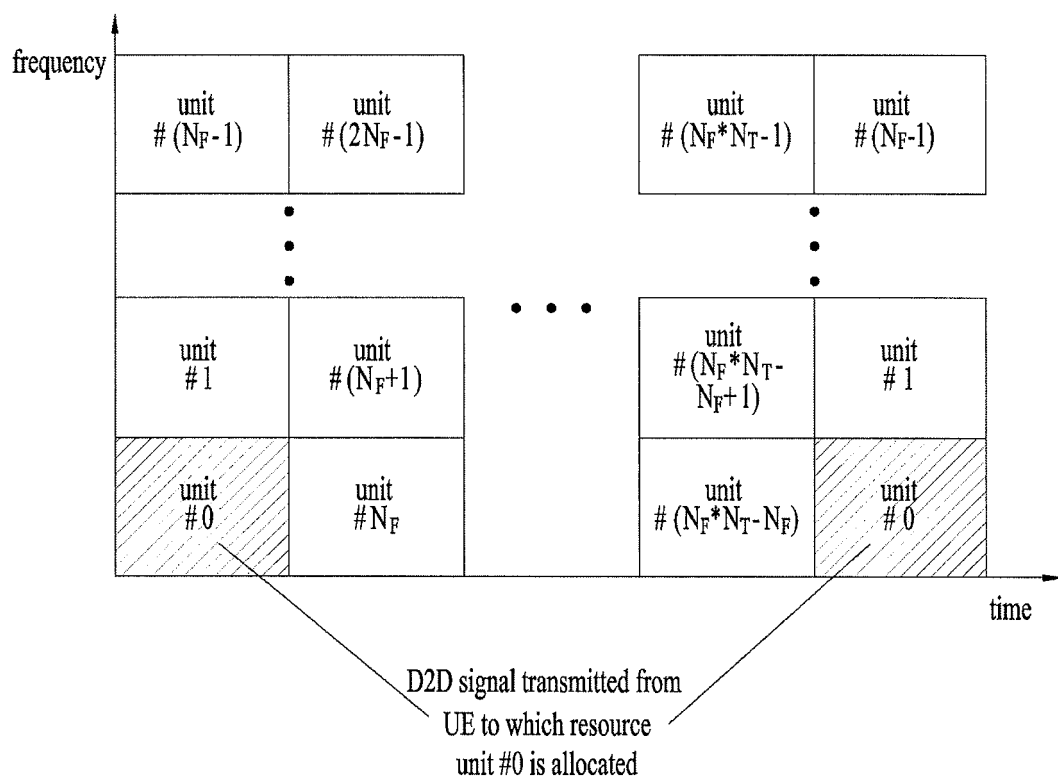 frequency
unit
# (N_F-1)
unit
# (2N_F-1)
unit
# (N_F*N_T-1)
unit
# (N_F-1)
unit
# 1
unit
# (N_F+1)
unit
# (N_F*N_T-
N_F+1)
unit
# 1
unit
# 0
unit
#N_F
unit
# (N_F*N_T-N_F)
unit
# 0
time
D2D signal transmitted from
UE to which resource
unit #0 is allocated